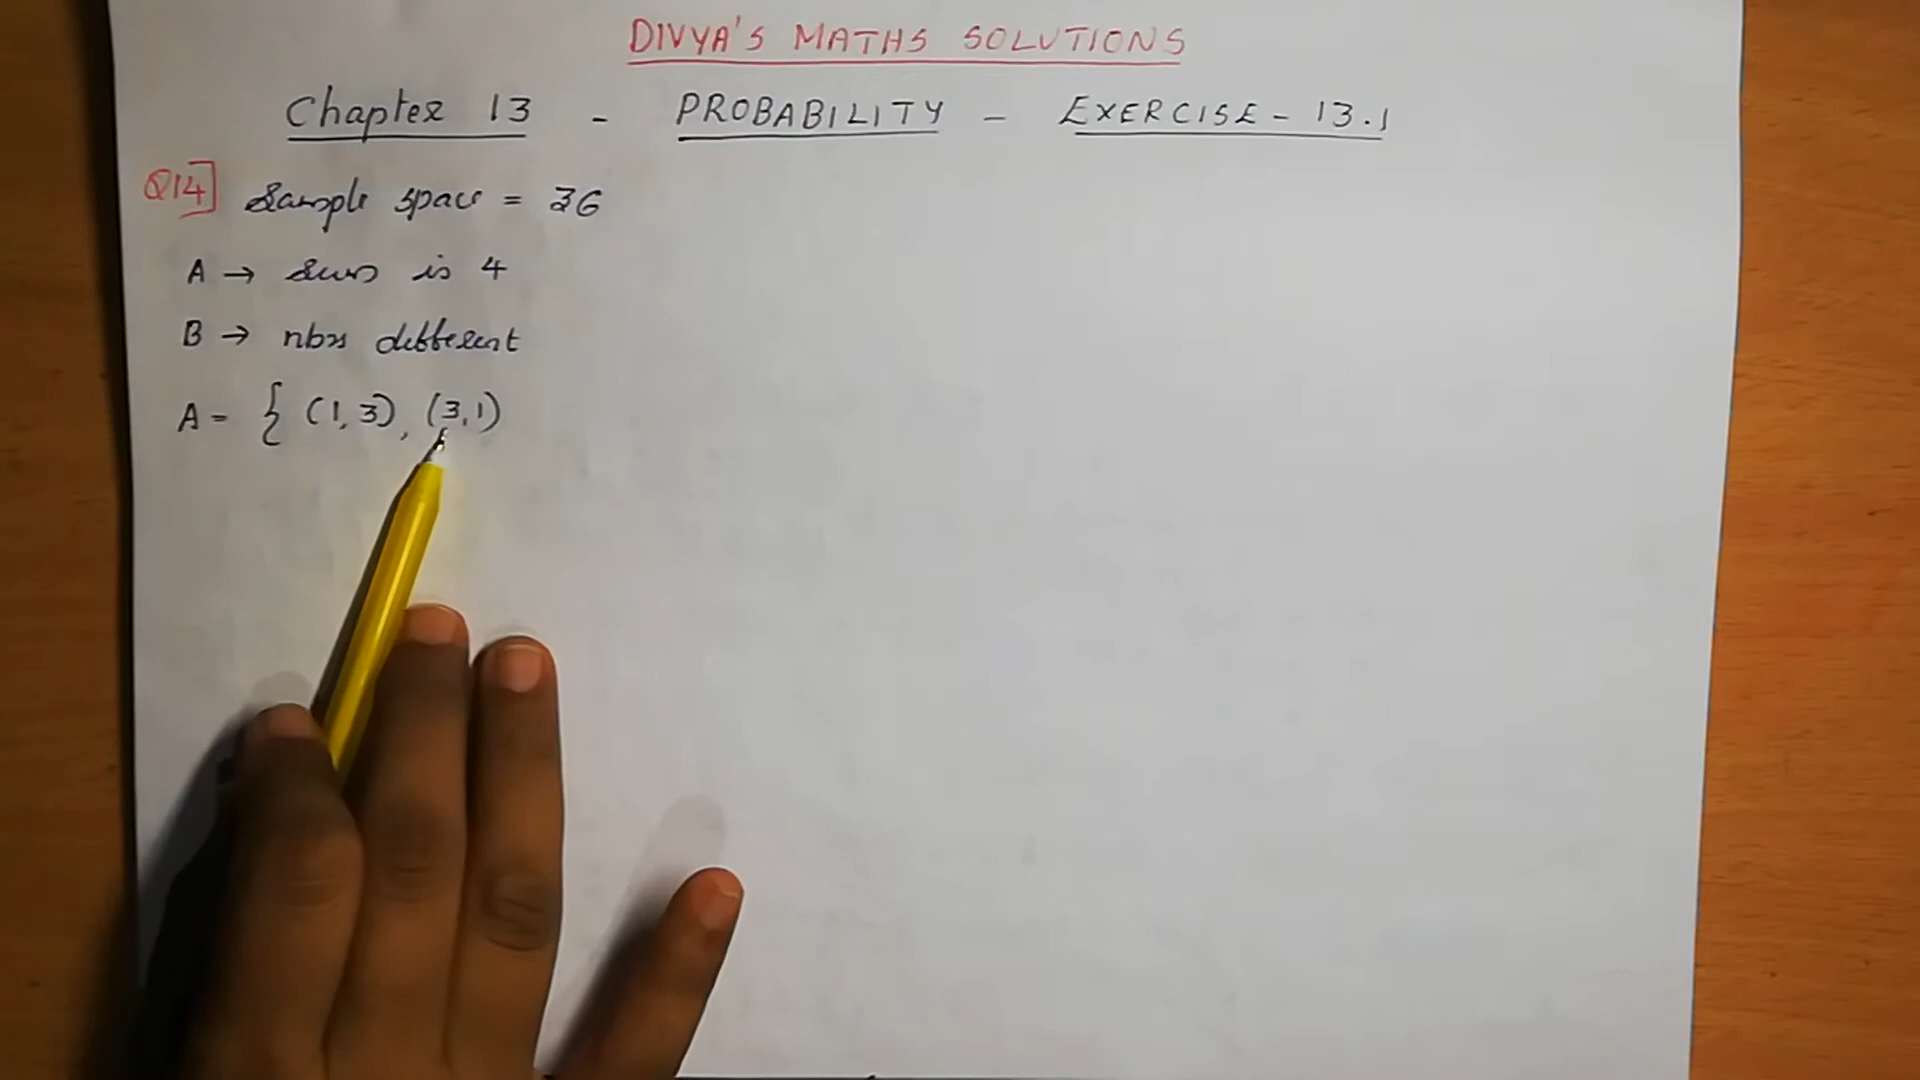 DIVYA'S MATHS SOLUTIONS
Chapter 13 - PROBABILITY - EXERCISE - 13.1
Q14] Sample space = 36
A → sum is 4
B → nbrs different
A = { (1,3), (3,1)